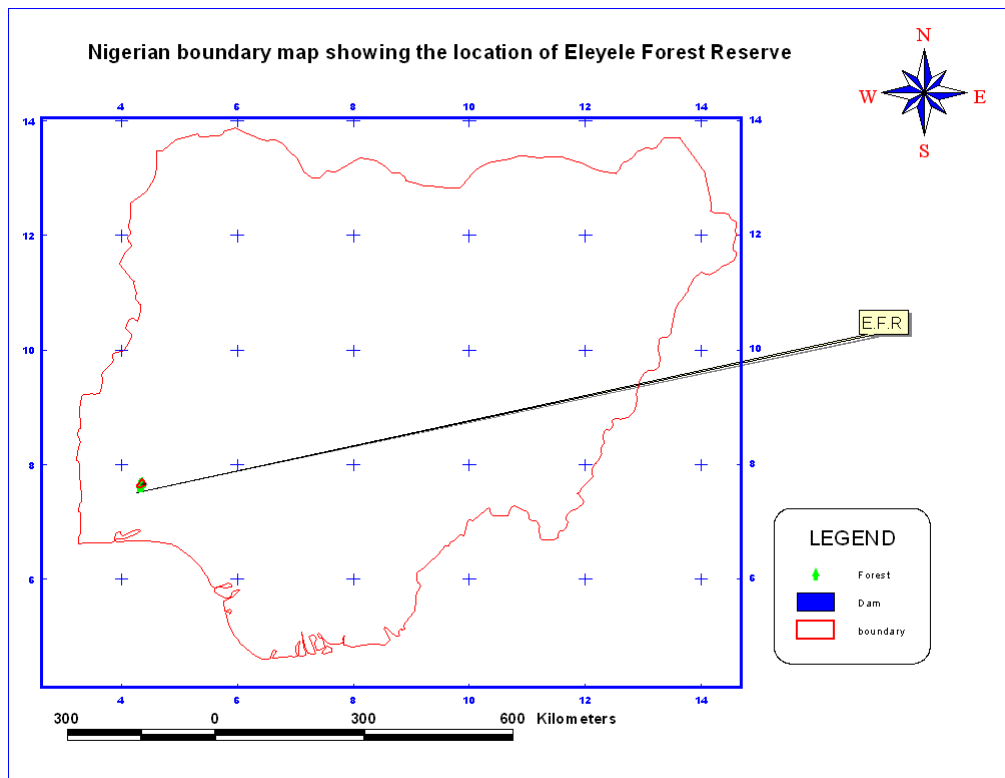 Nigerian boundary map showing the location of Eleyele Forest Reserve
N
W E
S
4 6 8 10 12 14
14 14
12 12
10 10
E.F.R
8 8
6 6
LEGEND
Forest
Dam
boundary
4 6 8 10 12 14
300 0 300 600 Kilometers